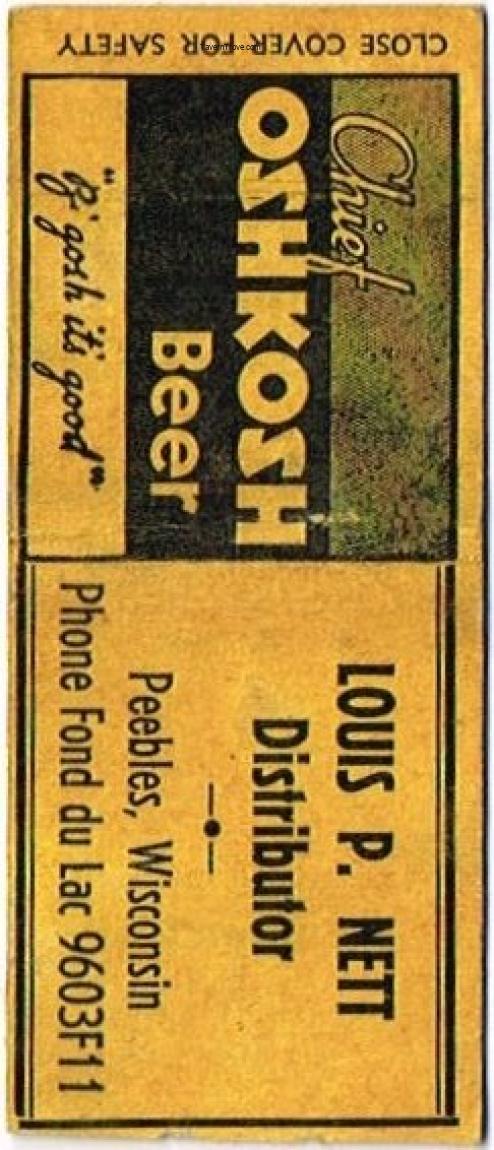 CLOSE COVER FOR SAFETY
Chief
OSHKOSH
Beer
"B'gosh it's good"
LOUIS P. NETT
Distributor
Peebles, Wisconsin
Phone Fond du Lac 9603F11